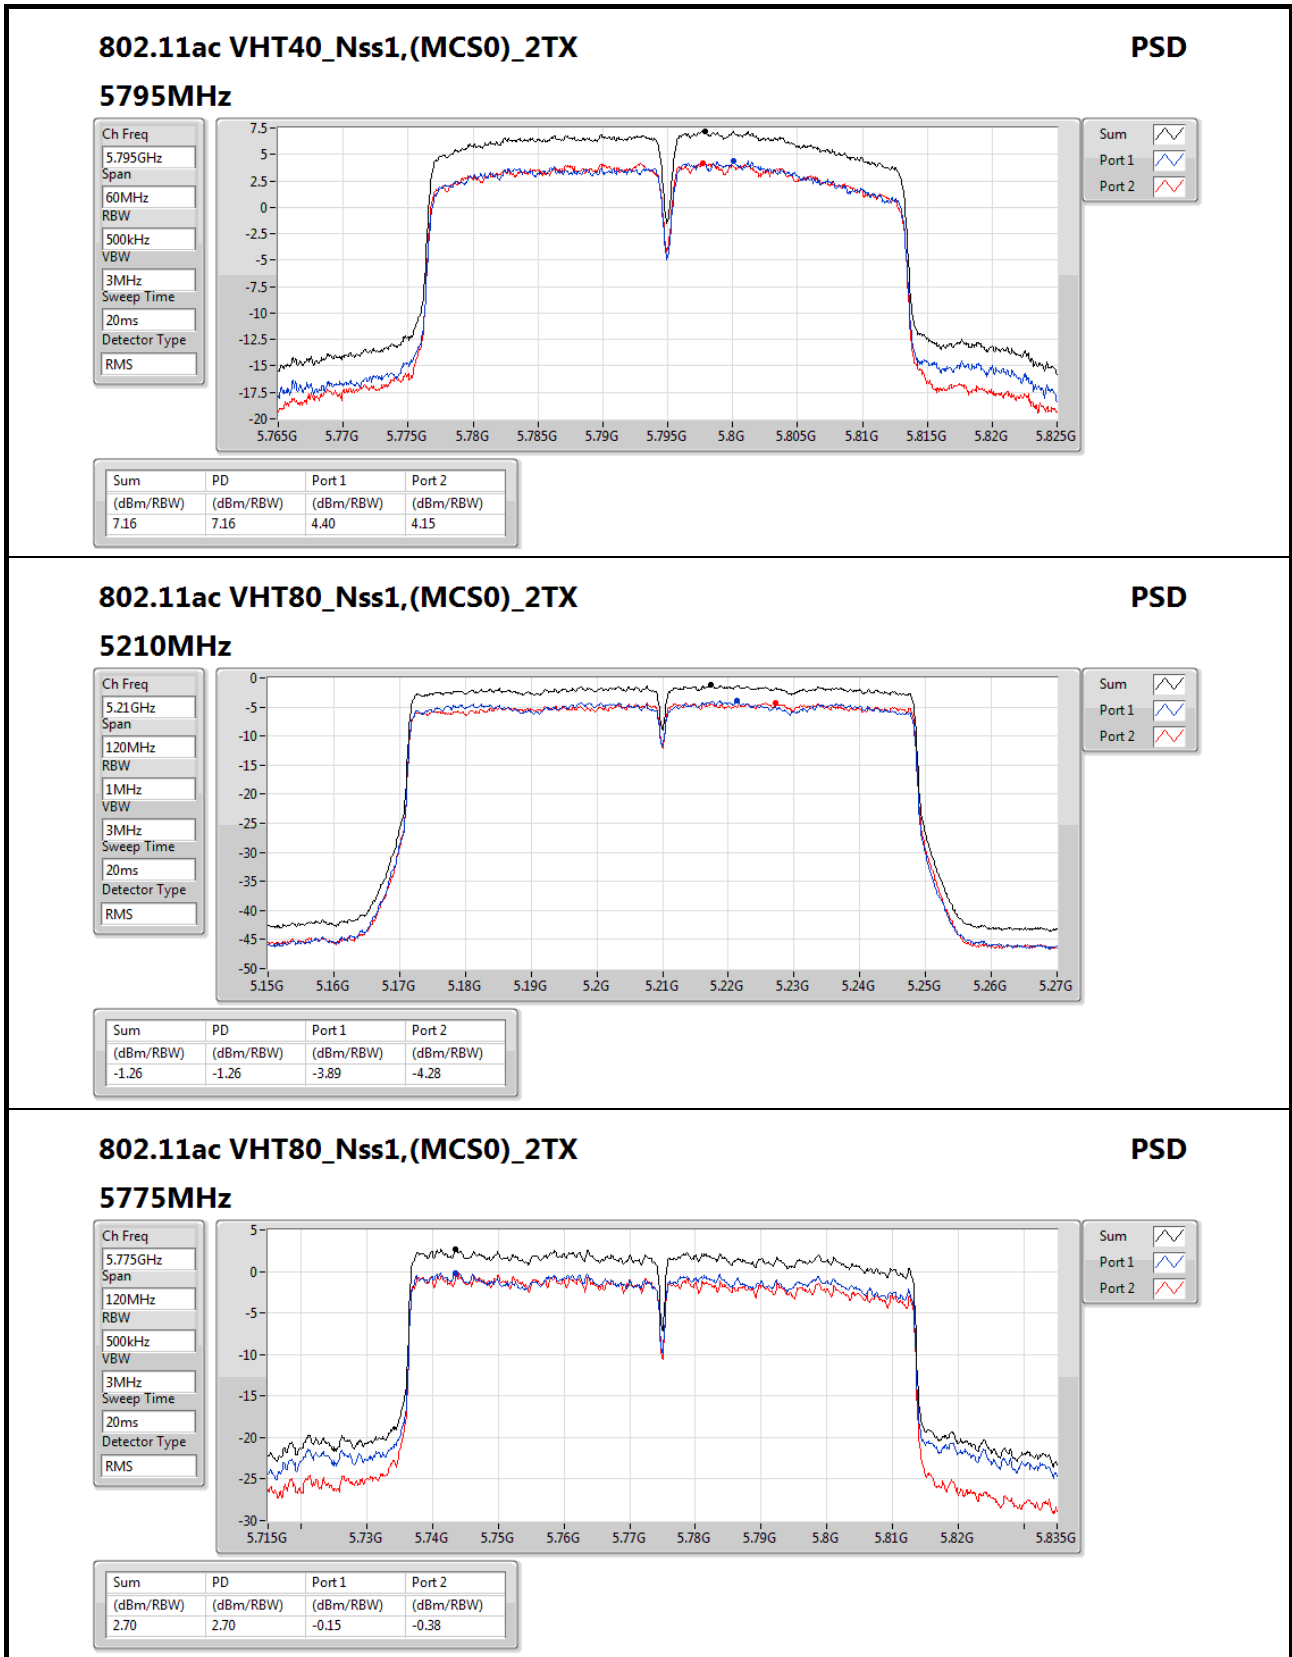 802.11ac VHT40_Nss1,(MCS0)_2TX PSD
5795MHz
Ch Freq
5.795GHz
Span
60MHz
RBW
500kHz
VBW
3MHz
Sweep Time
20ms
Detector Type
RMS
7.5
5
2.5
0
-2.5
-5
-7.5
-10
-12.5
-15
-17.5
-20
5.765G 5.77G 5.775G 5.78G 5.785G 5.79G 5.795G 5.8G 5.805G 5.81G 5.815G 5.82G 5.825G
Sum
Port 1
Port 2
Sum PD Port 1 Port 2
(dBm/RBW) (dBm/RBW) (dBm/RBW) (dBm/RBW)
7.16 7.16 4.40 4.15
802.11ac VHT80_Nss1,(MCS0)_2TX PSD
5210MHz
Ch Freq
5.21GHz
Span
120MHz
RBW
1MHz
VBW
3MHz
Sweep Time
20ms
Detector Type
RMS
0
-5
-10
-15
-20
-25
-30
-35
-40
-45
-50
5.15G 5.16G 5.17G 5.18G 5.19G 5.2G 5.21G 5.22G 5.23G 5.24G 5.25G 5.26G 5.27G
Sum
Port 1
Port 2
Sum PD Port 1 Port 2
(dBm/RBW) (dBm/RBW) (dBm/RBW) (dBm/RBW)
-1.26 -1.26 -3.89 -4.28
802.11ac VHT80_Nss1,(MCS0)_2TX PSD
5775MHz
Ch Freq
5.775GHz
Span
120MHz
RBW
500kHz
VBW
3MHz
Sweep Time
20ms
Detector Type
RMS
5
0
-5
-10
-15
-20
-25
-30
5.715G 5.73G 5.74G 5.75G 5.76G 5.77G 5.78G 5.79G 5.8G 5.81G 5.82G 5.835G
Sum
Port 1
Port 2
Sum PD Port 1 Port 2
(dBm/RBW) (dBm/RBW) (dBm/RBW) (dBm/RBW)
2.70 2.70 -0.15 -0.38